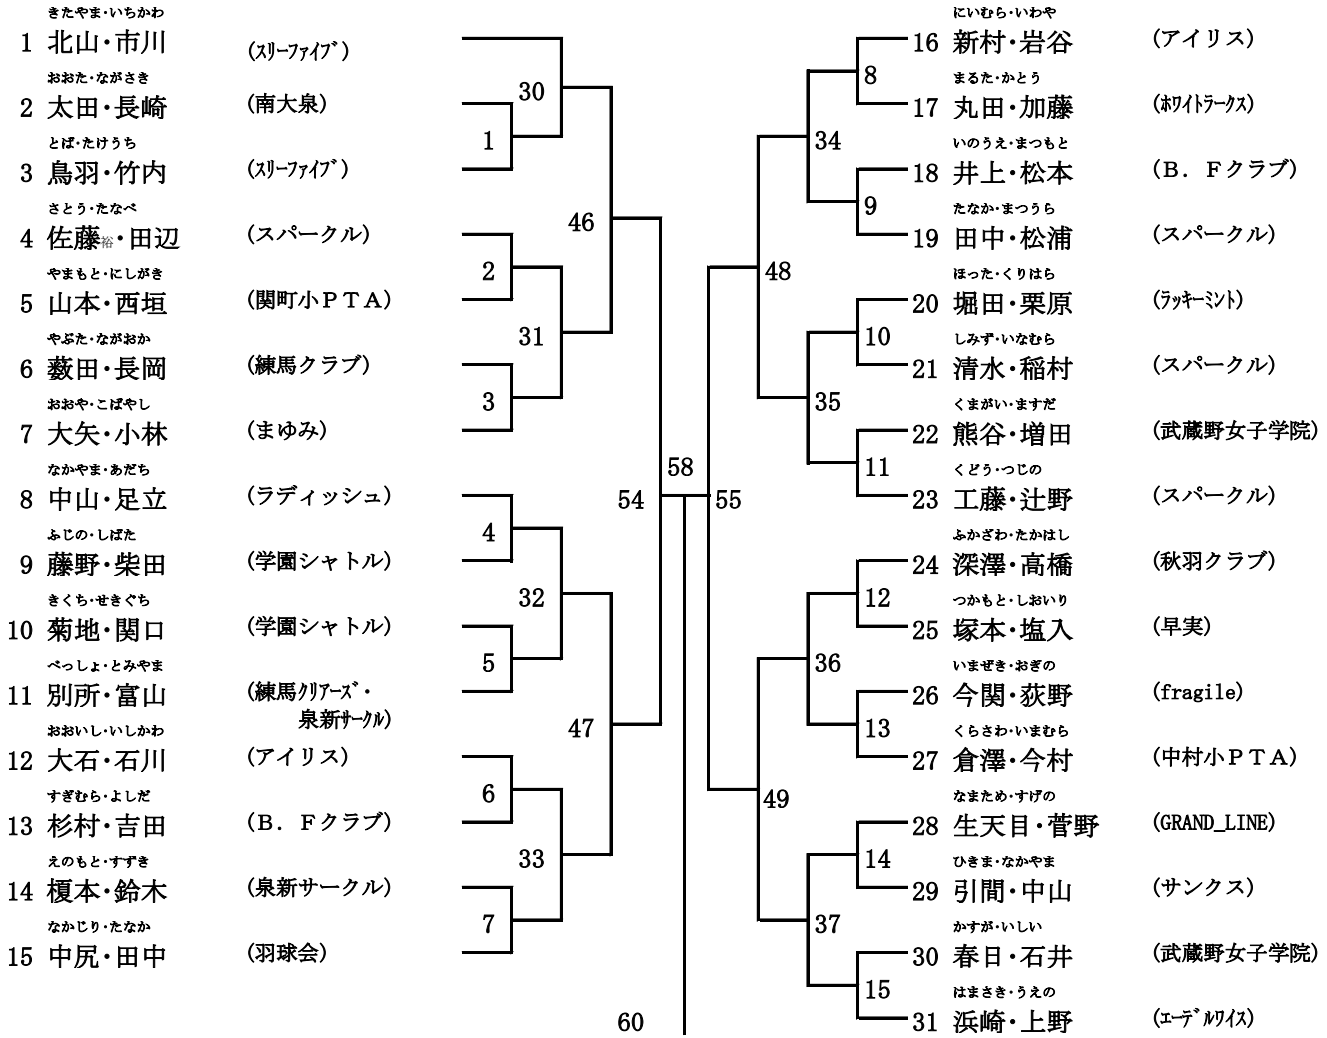 きたやま・いちかわ
1 北山・市川 (ｽﾘｰﾌｧｲﾌﾞ)
おおた・ながさき
2 太田・長崎 (南大泉)
とば・たけうち
3 鳥羽・竹内 (ｽﾘｰﾌｧｲﾌﾞ)
さとう・たなべ
4 佐藤裕・田辺 (スパークル)
やまもと・にしがき
5 山本・西垣 (関町小ＰＴＡ)
やぶた・ながおか
6 薮田・長岡 (練馬クラブ)
おおや・こばやし
7 大矢・小林 (まゆみ)
なかやま・あだち
8 中山・足立 (ラディッシュ)
ふじの・しばた
9 藤野・柴田 (学園シャトル)
きくち・せきぐち
10 菊地・関口 (学園シャトル)
べっしょ・とみやま
11 別所・富山 (練馬ｸﾘｱｰｽﾞ・
泉新ｻｰｸﾙ)
おおいし・いしかわ
12 大石・石川 (アイリス)
すぎむら・よしだ
13 杉村・吉田 (Ｂ．Ｆクラブ)
えのもと・すずき
14 榎本・鈴木 (泉新サークル)
なかじり・たなか
15 中尻・田中 (羽球会)
30
1
46
2
31
3
58
54
55
4
32
5
47
6
33
7
60
8
34
9
48
10
35
11
12
36
13
49
14
37
15
にいむら・いわや
16 新村・岩谷 (アイリス)
まるた・かとう
17 丸田・加藤 (ﾎﾜｲﾄﾗｰｸｽ)
いのうえ・まつもと
18 井上・松本 (Ｂ．Ｆクラブ)
たなか・まつうら
19 田中・松浦 (スパークル)
ほった・くりはら
20 堀田・栗原 (ﾗｯｷｰﾐﾝﾄ)
しみず・いなむら
21 清水・稲村 (スパークル)
くまがい・ますだ
22 熊谷・増田 (武蔵野女子学院)
くどう・つじの
23 工藤・辻野 (スパークル)
ふかざわ・たかはし
24 深澤・高橋 (秋羽クラブ)
つかもと・しおいり
25 塚本・塩入 (早実)
いまぜき・おぎの
26 今関・荻野 (fragile)
くらさわ・いまむら
27 倉澤・今村 (中村小ＰＴＡ)
なまため・すげの
28 生天目・菅野 (GRAND_LINE)
ひきま・なかやま
29 引間・中山 (サンクス)
かすが・いしい
30 春日・石井 (武蔵野女子学院)
はまさき・うえの
31 浜崎・上野 (ｴｰﾃﾞﾙﾜｲｽ)